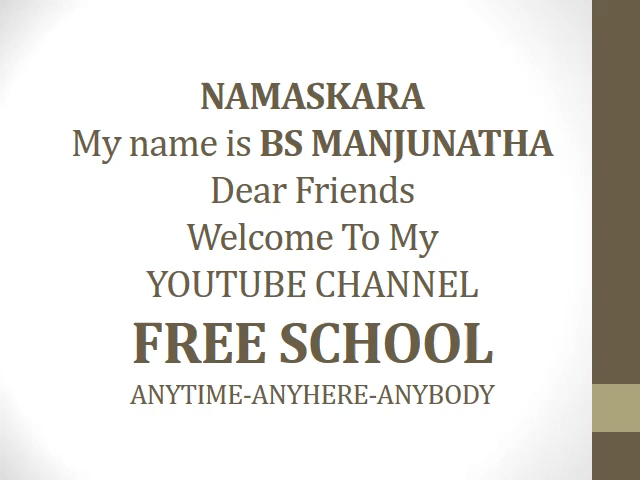 NAMASKARA
My name is BS MANJUNATHA
Dear Friends
Welcome To My
YOUTUBE CHANNEL
FREE SCHOOL
ANYTIME-ANYHERE-ANYBODY